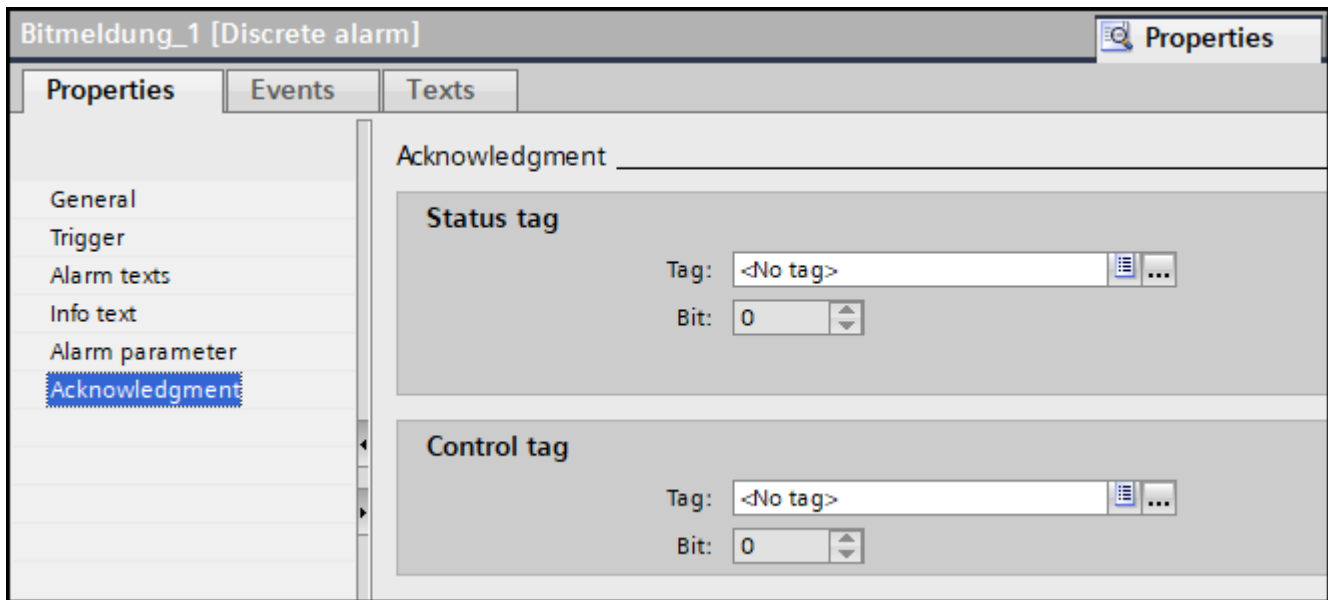 Bitmeldung_1 [Discrete alarm]
Properties
Properties
Events
Texts
General
Trigger
Alarm texts
Info text
Alarm parameter
Acknowledgment
Acknowledgment
Status tag
Tag: <No tag> ...
Bit: 0
Control tag
Tag: <No tag> ...
Bit: 0